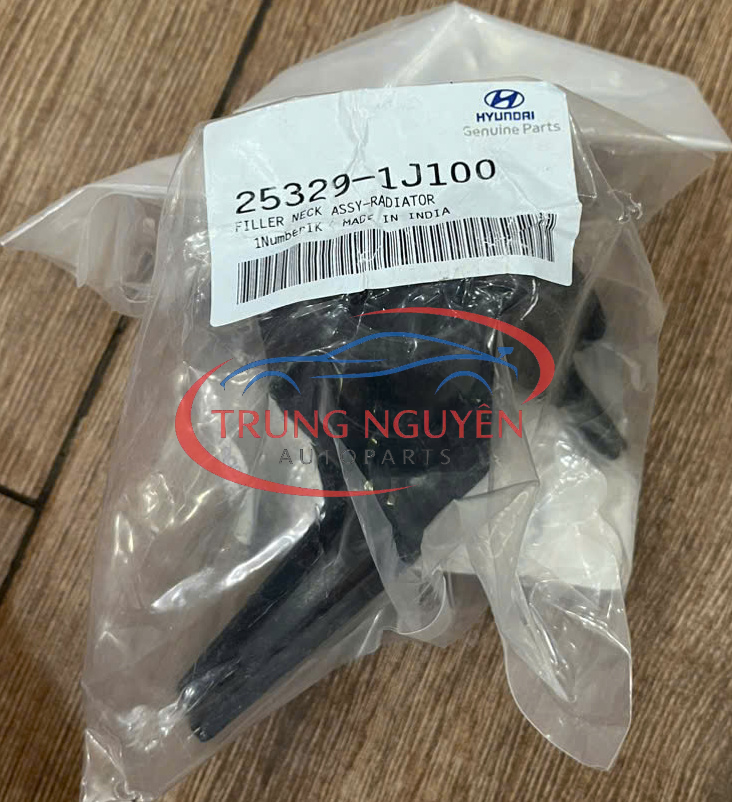 HYUNDAI
Genuine Parts
25329-1J100
FILLER NECK ASSY-RADIATOR
MADE IN INDIA
TRUNG NGUYÊN
AUTOPARTS